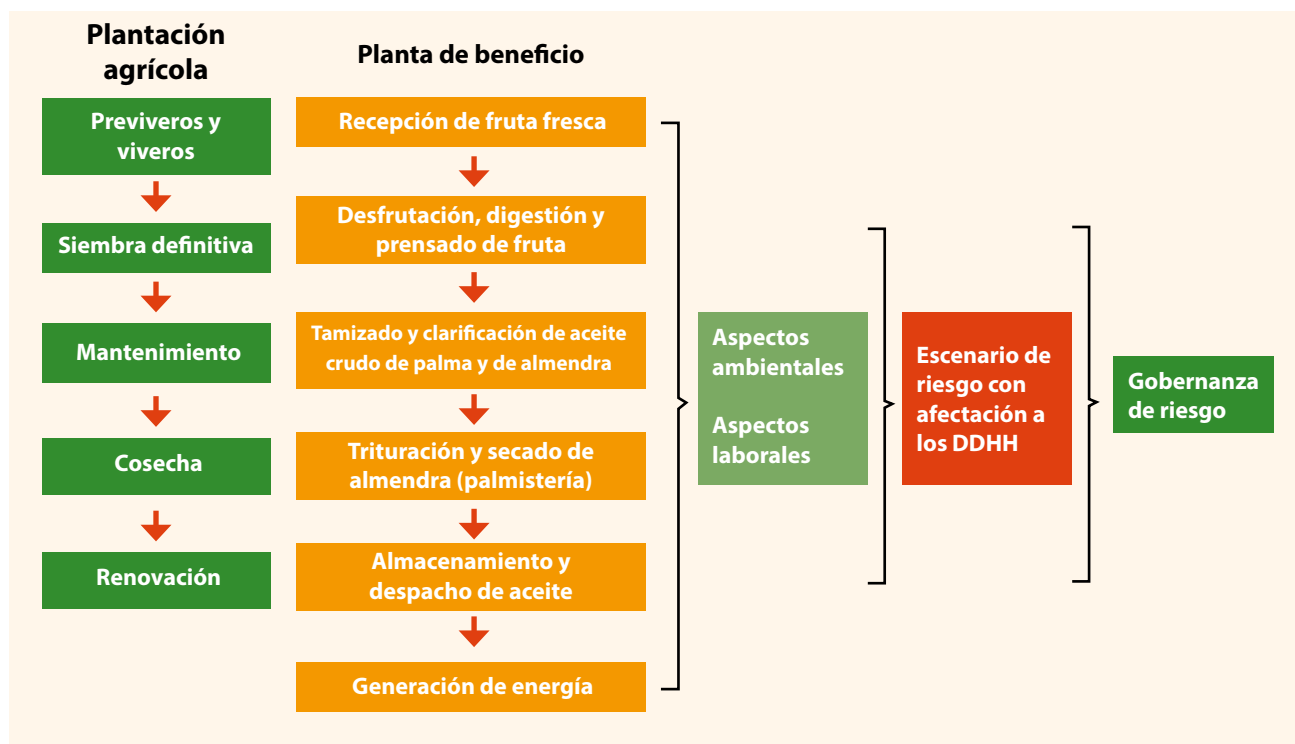 Plantación
agrícola
Previveros y
viveros
Siembra definitiva
Mantenimiento
Cosecha
Renovación
Planta de beneficio
Recepción de fruta fresca
Desfrutación, digestión y
prensado de fruta
Tamizado y clarificación de aceite
crudo de palma y de almendra
Trituración y secado de
almendra (palmistería)
Almacenamiento y
despacho de aceite
Generación de energía
Aspectos
ambientales
Aspectos
laborales
Escenario de
riesgo con
afectación a
los DDHH
Gobernanza
de riesgo